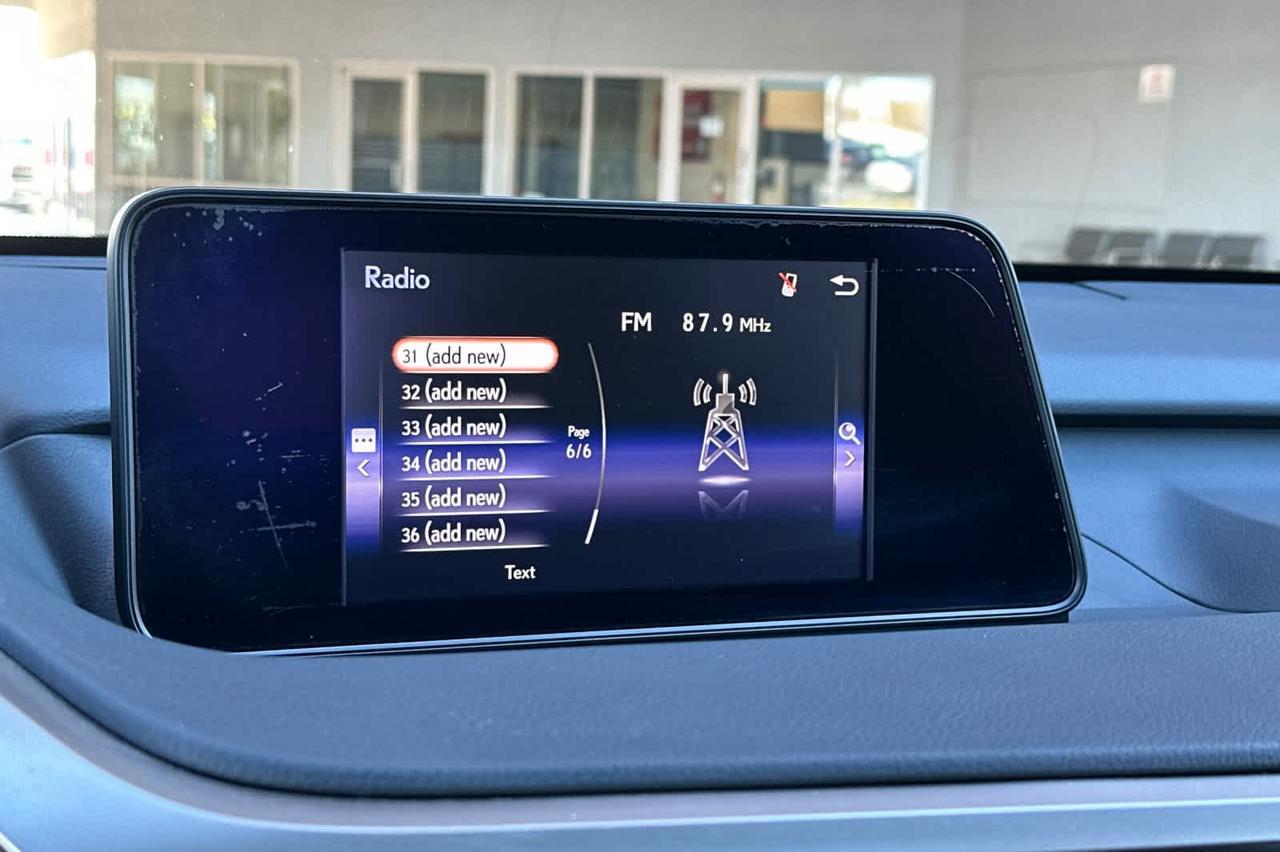 Radio
FM 87.9 MHz
31 (add new)
32 (add new)
33 (add new)
34 (add new)
35 (add new)
36 (add new)
Page
6/6
Text